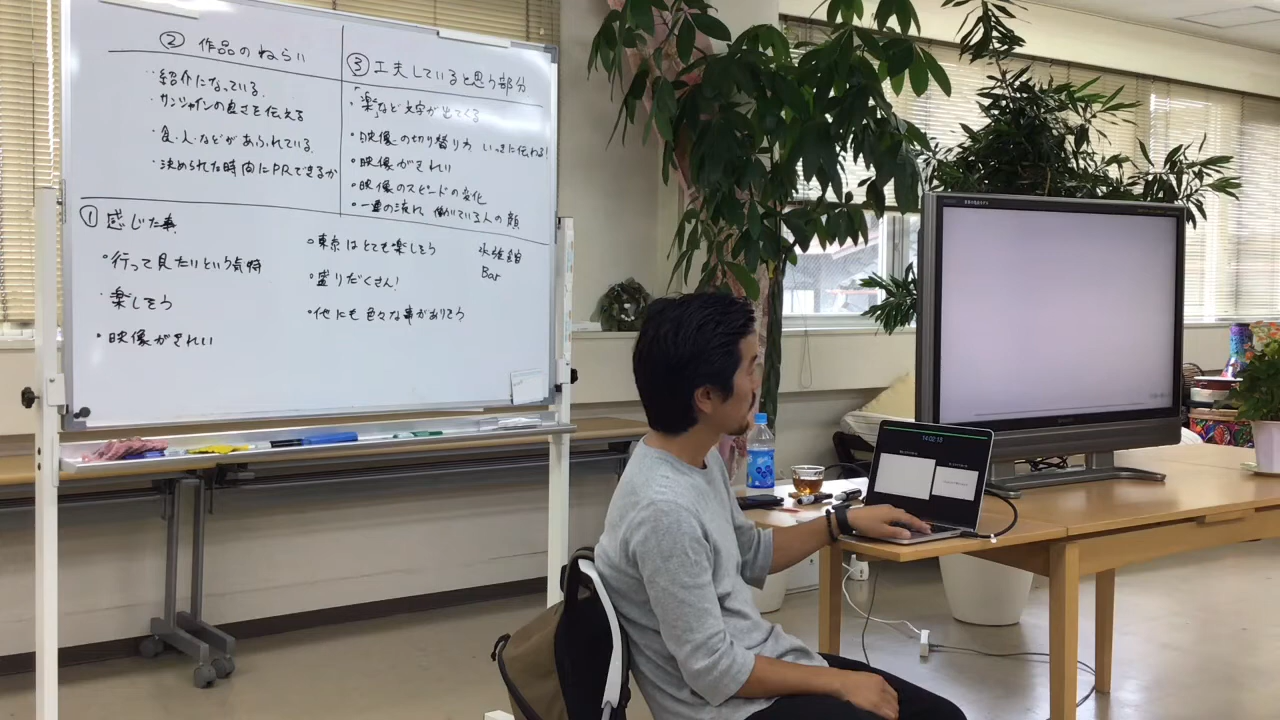 ② 作品のねらい
・紹介になっている.
・サンシャインの良さを伝える
・食・人などがあふれている.
・決められた時間にPRできるか
③ 工夫していると思う部分
・「楽」など文字が出てくる
・映像の切り替り方 いっきに伝わる!
・映像がきれい
・映像のスピードの変化
・一連の流れ 働いている人の顔
① 感じた事
・行って見たいという気持
・楽しそう
・映像がきれい
・東京はとても楽しそう
・盛りだくさん!
・他にも色々な事がありそう
水族館
Bar
14:02:13